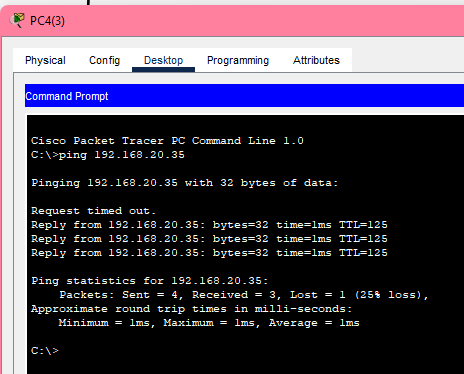 PC4(3)
Physical Config Desktop Programming Attributes
Command Prompt
Cisco Packet Tracer PC Command Line 1.0
C:\>ping 192.168.20.35
Pinging 192.168.20.35 with 32 bytes of data:
Request timed out.
Reply from 192.168.20.35: bytes=32 time=1ms TTL=125
Reply from 192.168.20.35: bytes=32 time=1ms TTL=125
Reply from 192.168.20.35: bytes=32 time=1ms TTL=125
Ping statistics for 192.168.20.35:
Packets: Sent = 4, Received = 3, Lost = 1 (25% loss),
Approximate round trip times in milli-seconds:
Minimum = 1ms, Maximum = 1ms, Average = 1ms
C:\>